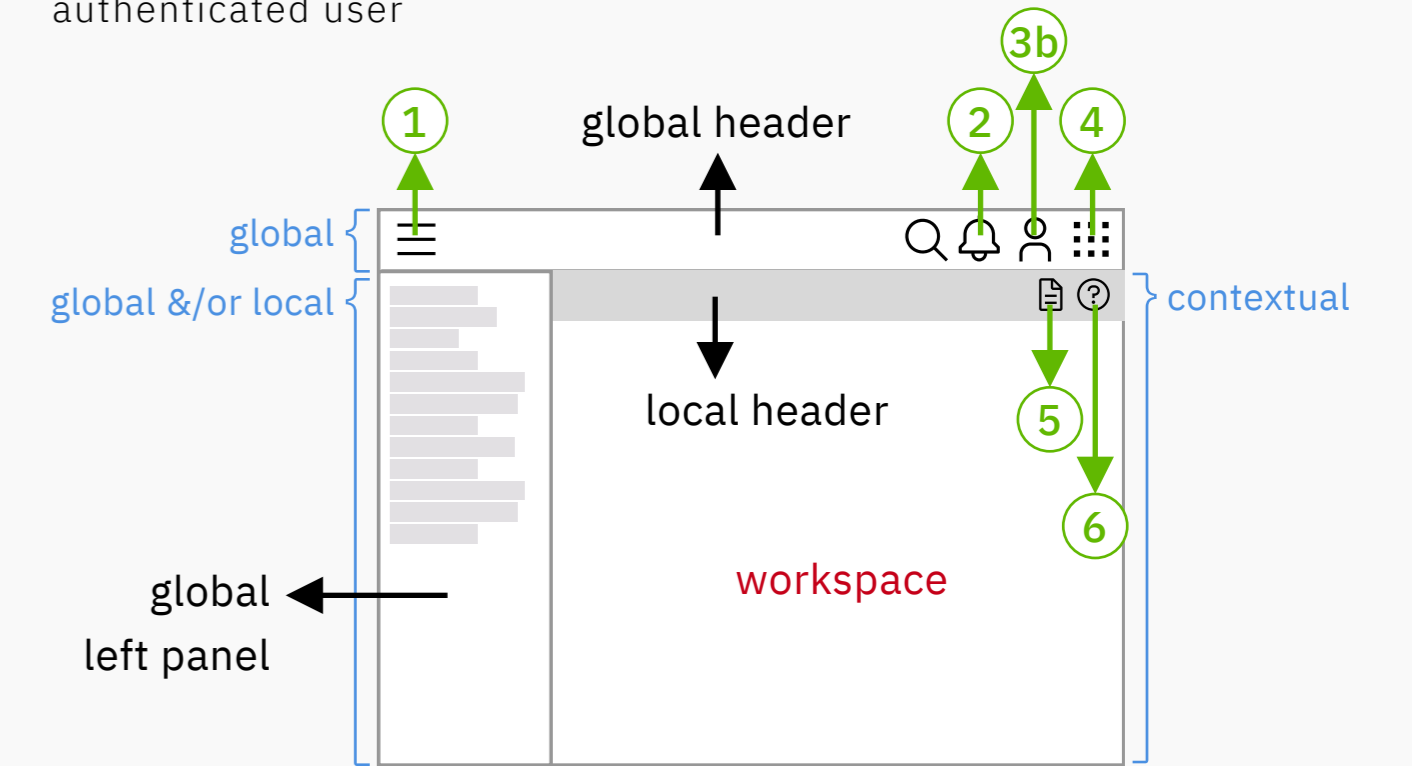 authenticated user
3b
1
global header
2
4
global
global &/or local
contextual
local header
5
6
workspace
global
left panel